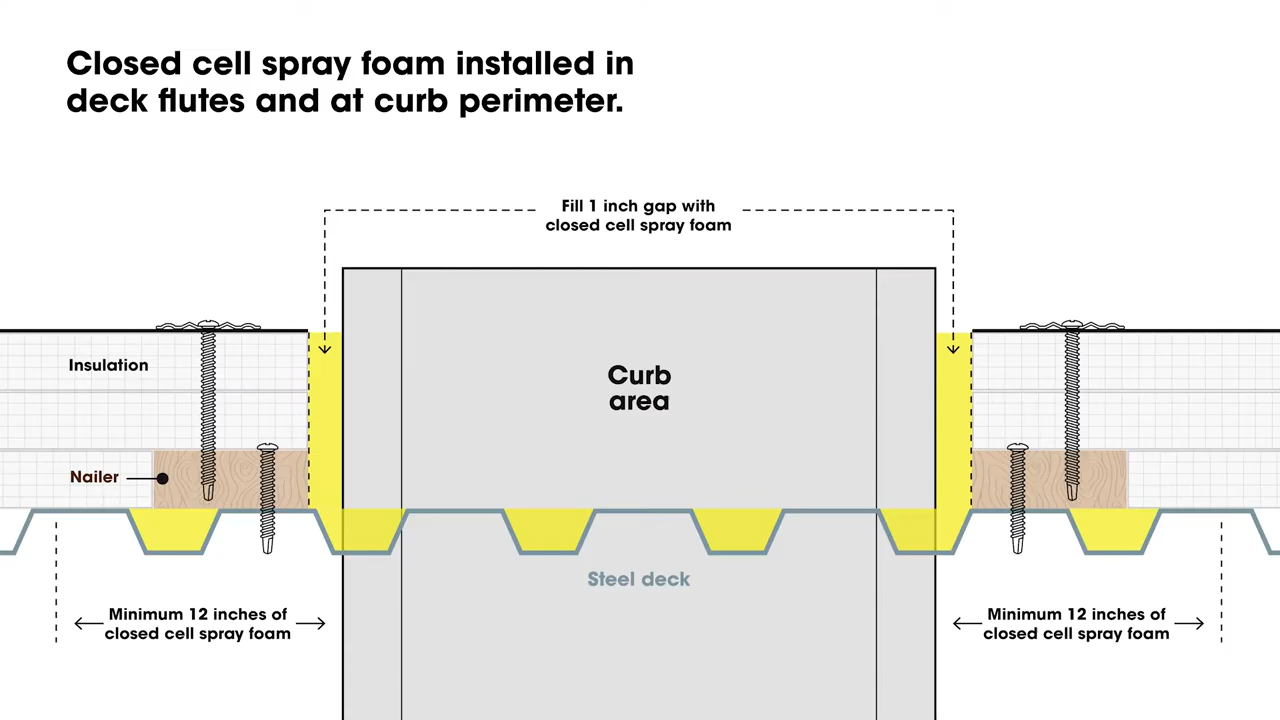 Closed cell spray foam installed in
deck flutes and at curb perimeter.
Fill 1 inch gap with
closed cell spray foam
Insulation
Curb
area
Nailer
Steel deck
Minimum 12 inches of
closed cell spray foam
Minimum 12 inches of
closed cell spray foam